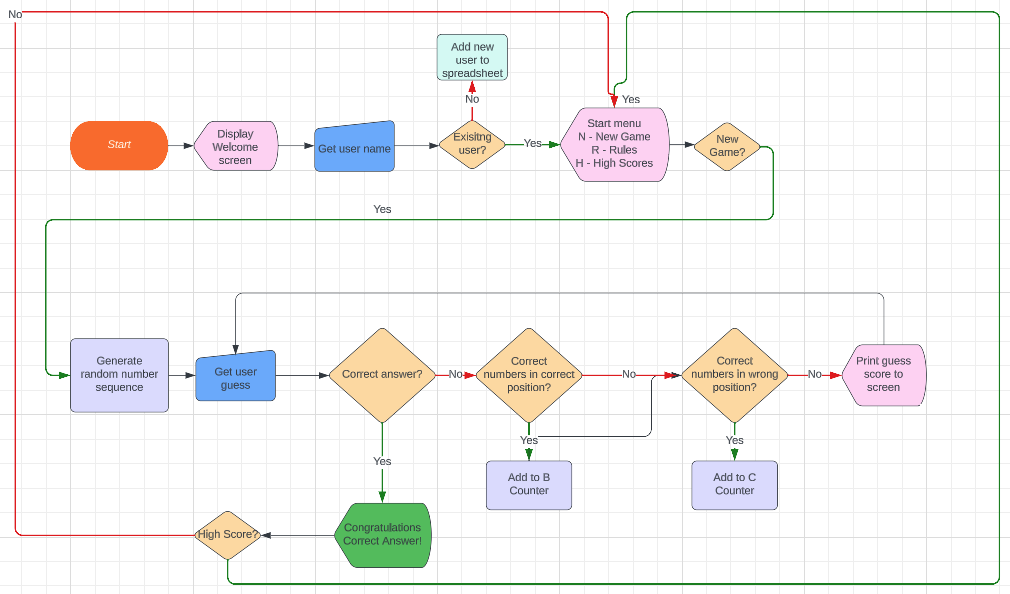 No
Add new
user to
spreadsheet
No
Yes
Start
Display
Welcome
screen
Get user name
Exisitng
user?
Yes
Start menu
N - New Game
R - Rules
H - High Scores
New
Game?
Yes
Generate
random number
sequence
Get user
guess
Correct answer?
No
Correct
numbers in correct
position?
No
Correct
numbers in wrong
position?
No
Print guess
score to
screen
Yes
Yes
Yes
Add to B
Counter
Add to C
Counter
High Score?
Congratulations
Correct Answer!